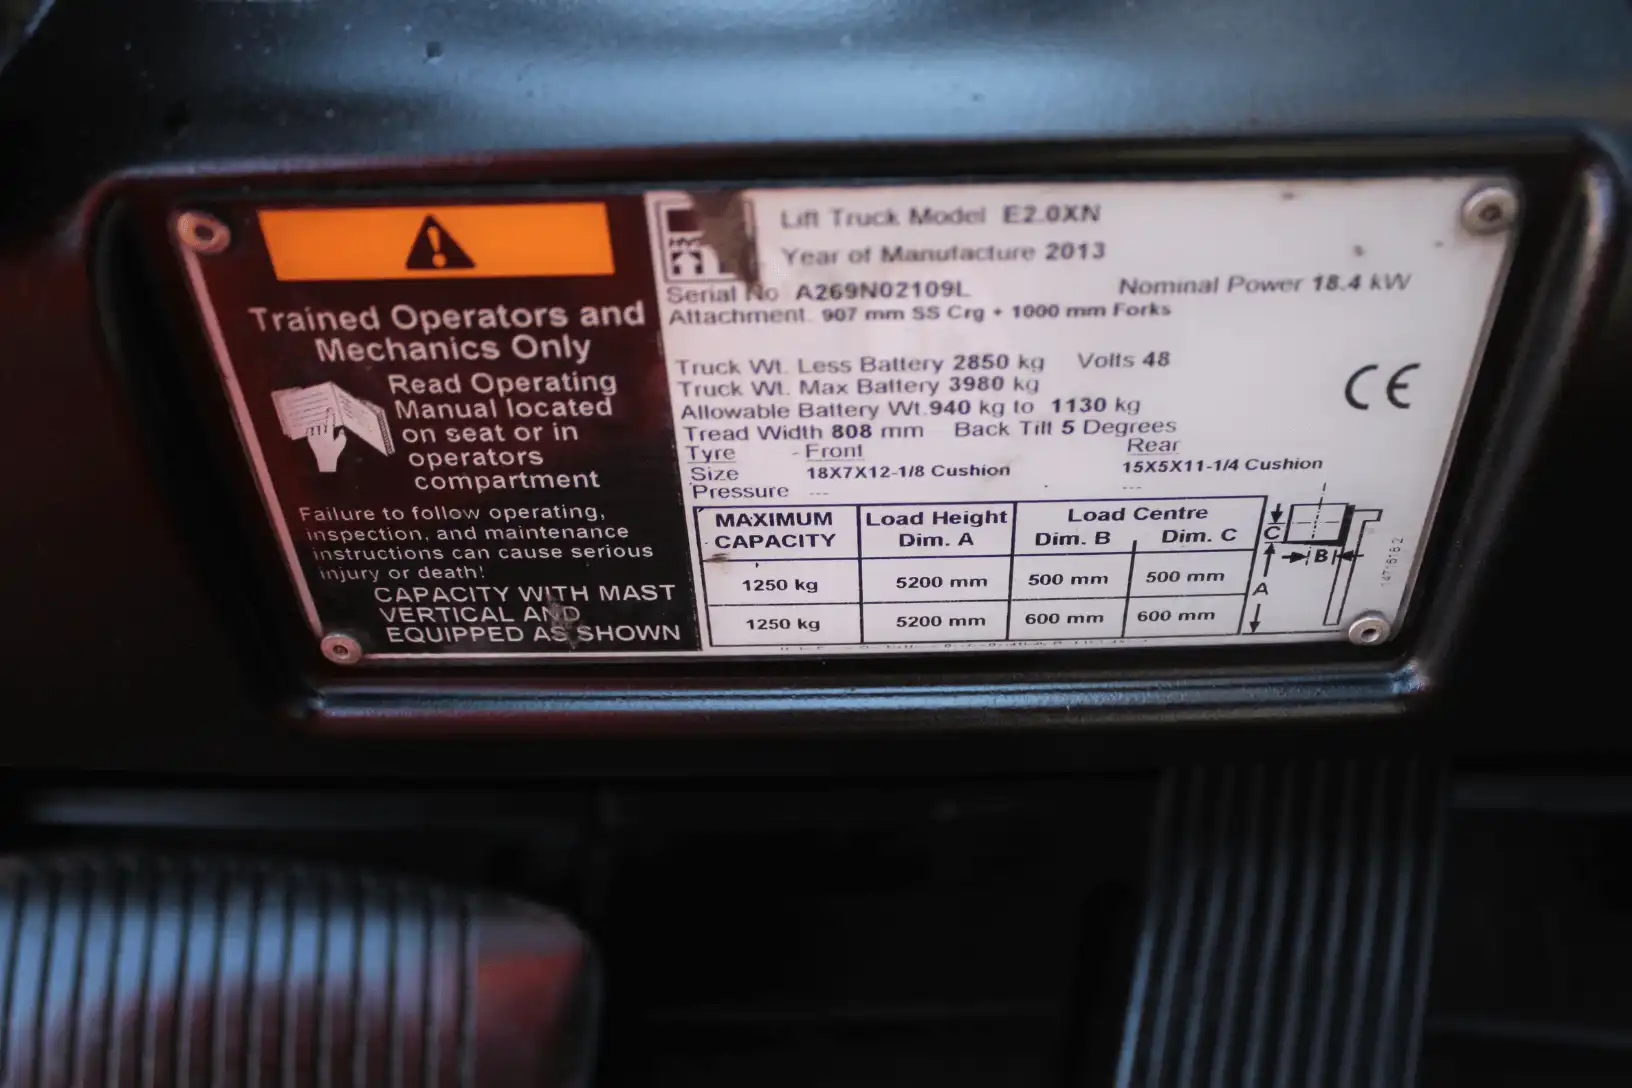 Trained Operators and
Mechanics Only
Read Operating
Manual located
on seat or in
operators
compartment
Failure to follow operating,
inspection, and maintenance
instructions can cause serious
injury or death!
CAPACITY WITH MAST
VERTICAL AND
EQUIPPED AS SHOWN
Lift Truck Model E2.0XN
Year of Manufacture 2013
Serial No A269N02109L Nominal Power 18.4 kW
Attachment. 907 mm SS Crg + 1000 mm Forks
Truck Wt. Less Battery 2850 kg Volts 48
Truck Wt. Max Battery 3980 kg
Allowable Battery Wt.940 kg to 1130 kg
Tread Width 808 mm Back Tilt 5 Degrees
Tyre - Front Rear
Size 18X7X12-1/8 Cushion 15X5X11-1/4 Cushion
Pressure --- ---
CE
MAXIMUM CAPACITY Load Height Dim. A Load Centre Dim. B Dim. C
1250 kg 5200 mm 500 mm 500 mm
1250 kg 5200 mm 600 mm 600 mm
C
B
A